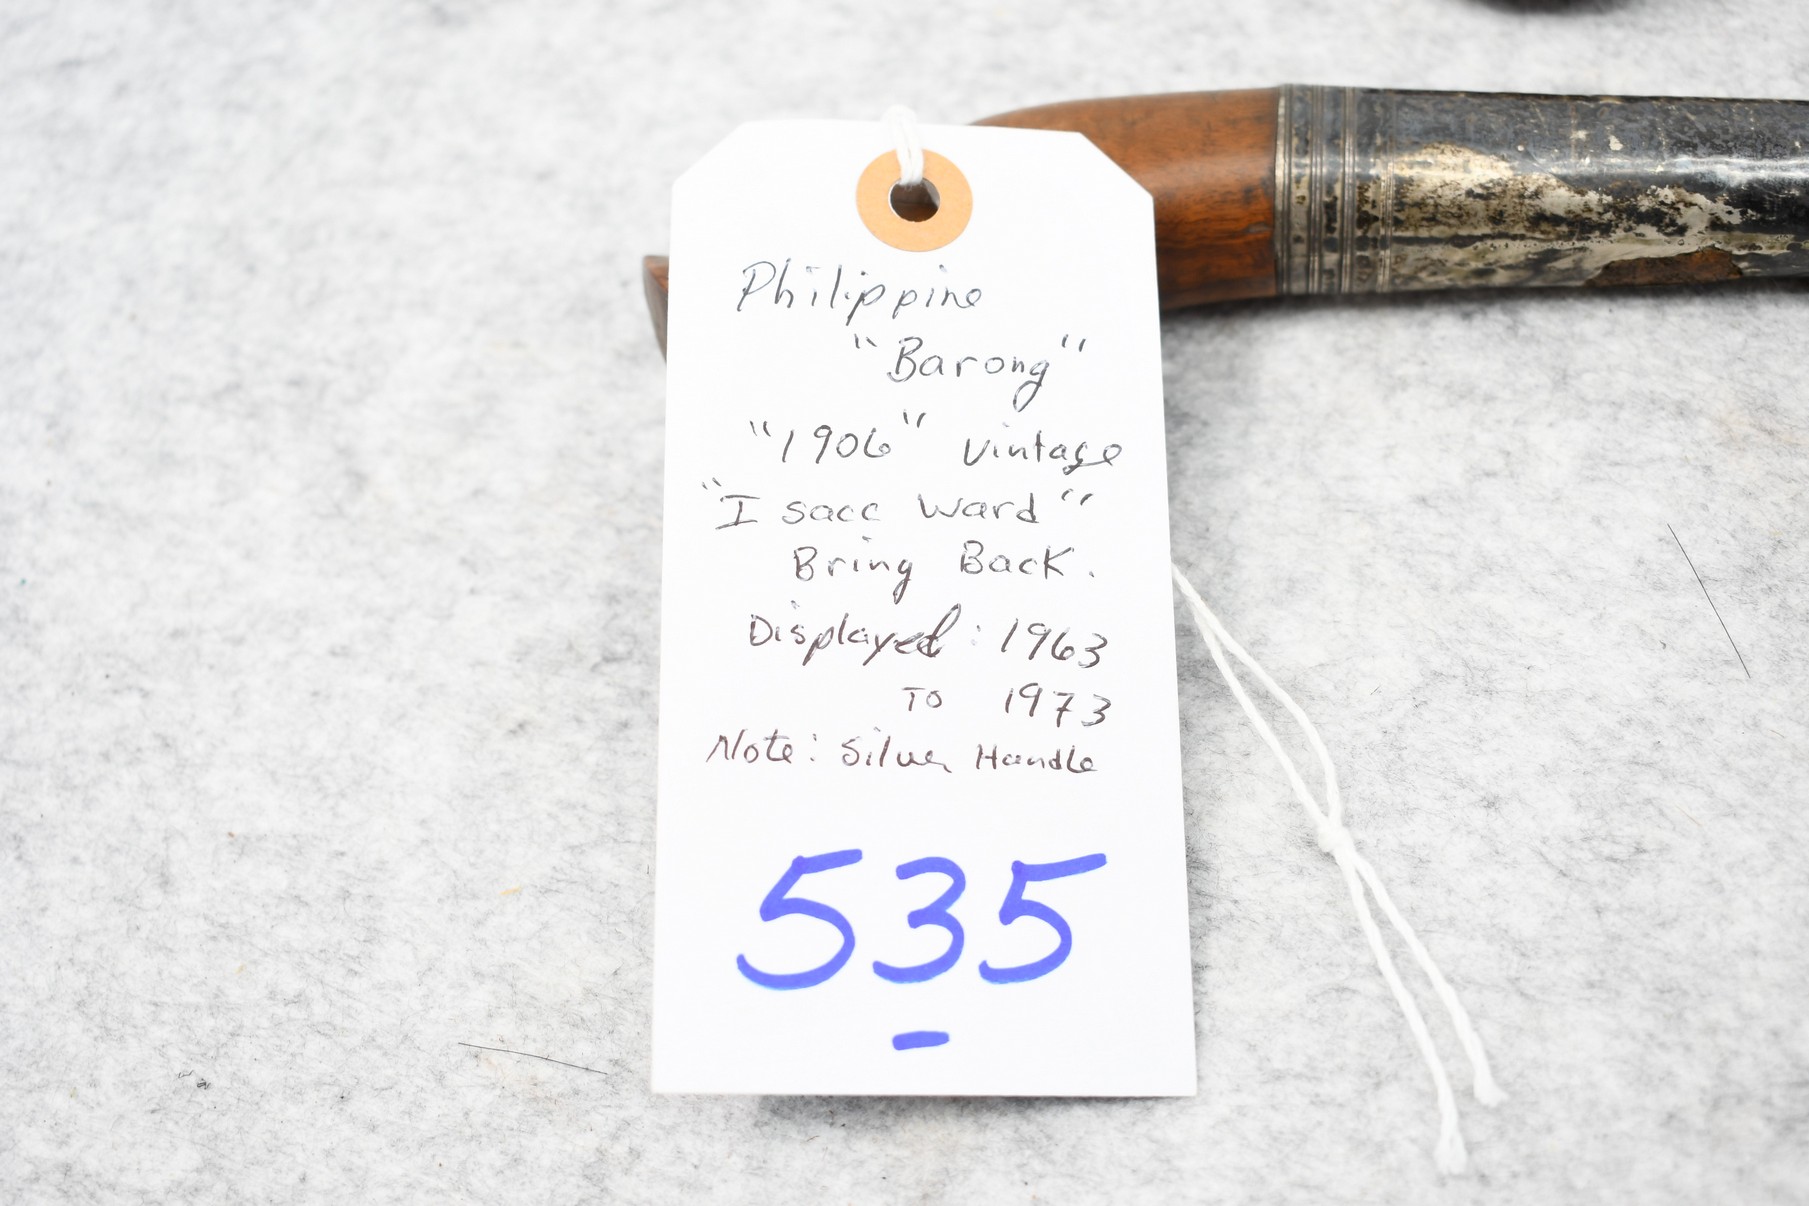 Philippine
"Barong"
"1906" Vintage
"Isacc Ward"
Bring Back.
Displayed: 1963
To 1973
Note: Silver Handle
535
-